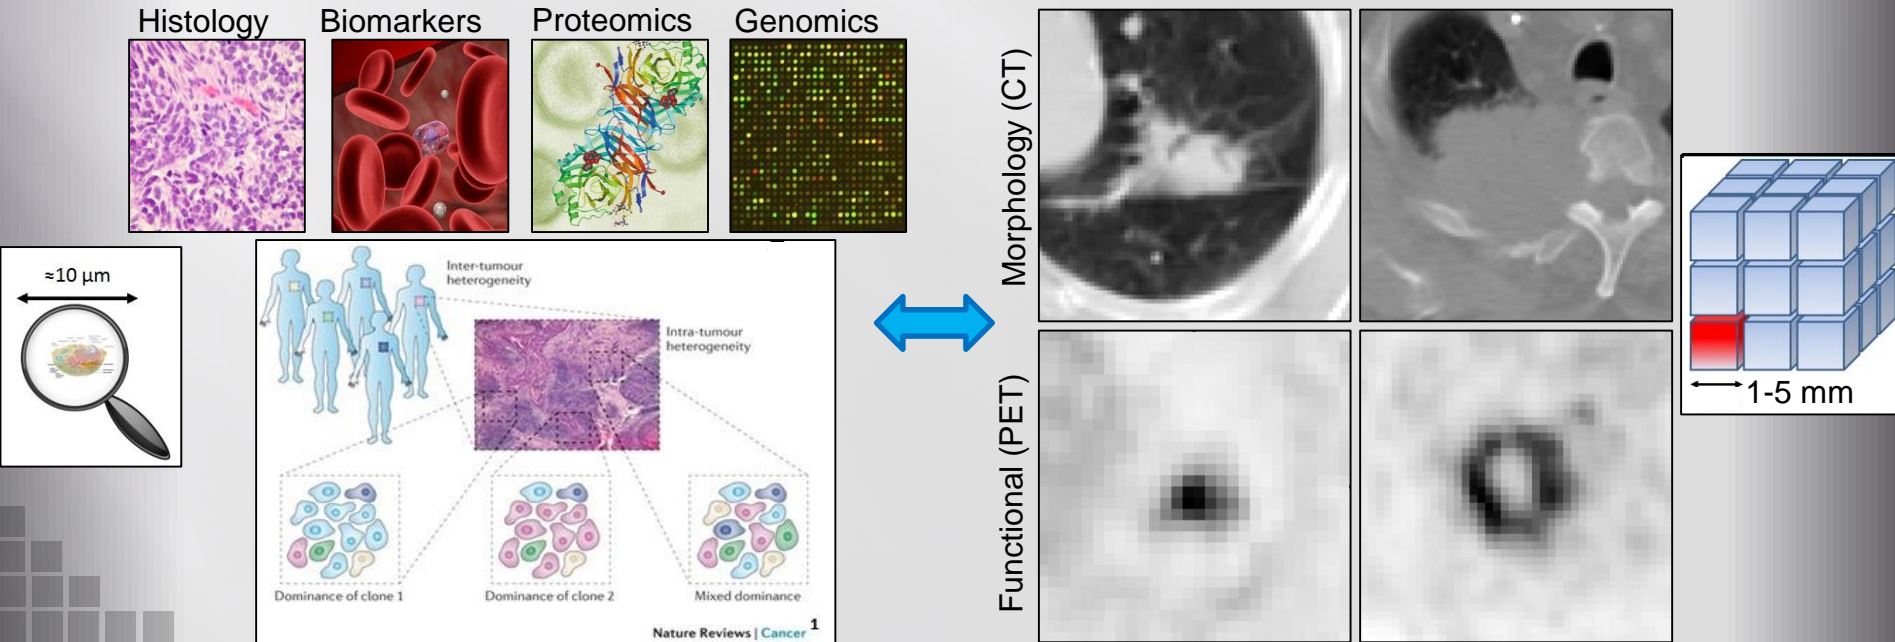 Histology
Biomarkers
Proteomics
Genomics
≈10 µm
Inter-tumour
heterogeneity
Intra-tumour
heterogeneity
Dominance of clone 1
Dominance of clone 2
Mixed dominance
Nature Reviews | Cancer 1
Morphology (CT)
Functional (PET)
1-5 mm